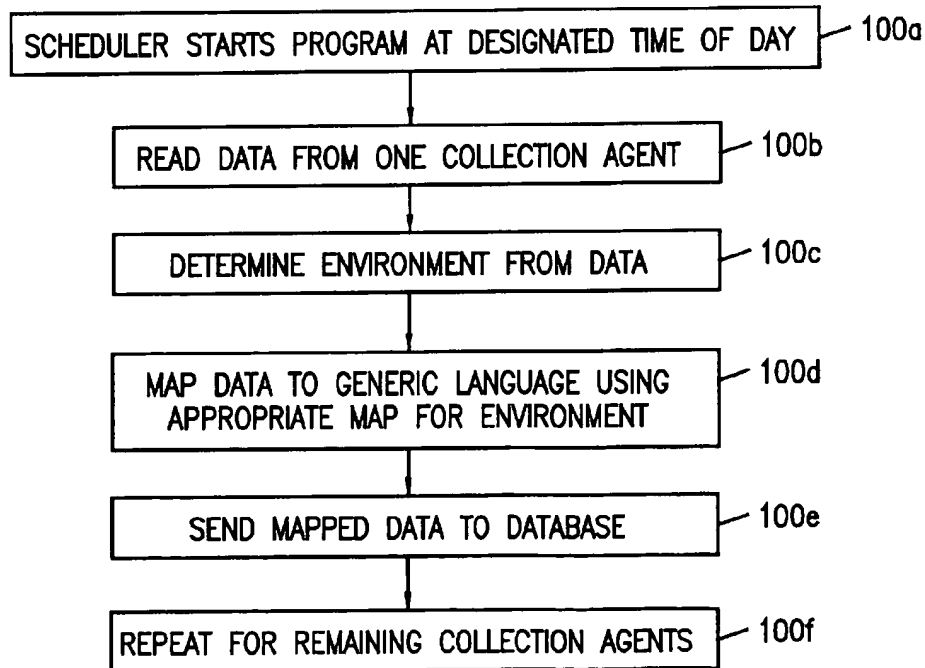 SCHEDULER STARTS PROGRAM AT DESIGNATED TIME OF DAY 100a
READ DATA FROM ONE COLLECTION AGENT 100b
DETERMINE ENVIRONMENT FROM DATA 100c
MAP DATA TO GENERIC LANGUAGE USING 100d
APPROPRIATE MAP FOR ENVIRONMENT
SEND MAPPED DATA TO DATABASE 100e
REPEAT FOR REMAINING COLLECTION AGENTS 100f